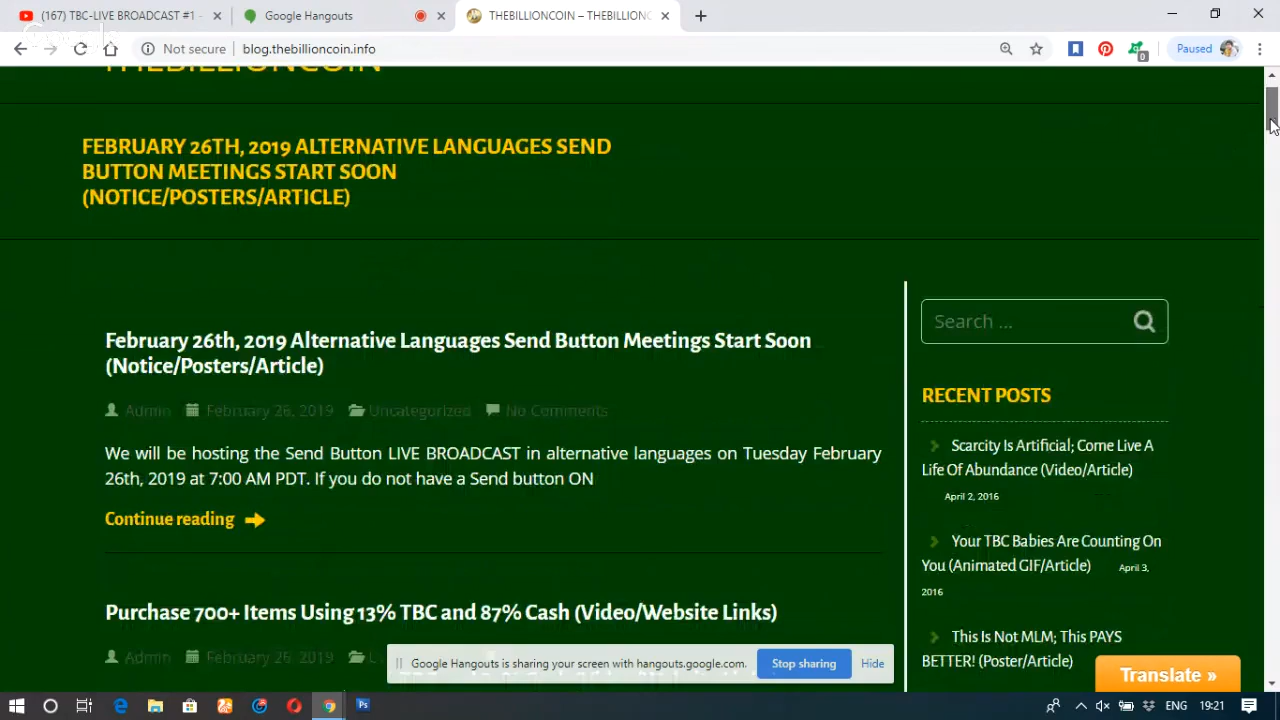 (167) TBC-LIVE BROADCAST #1 -
Google Hangouts
THEBILLIONCOIN – THEBILLIONC
Google
Not secure
blog.thebillioncoin.info
Paused
0
THEBILLIONCOIN
FEBRUARY 26TH, 2019 ALTERNATIVE LANGUAGES SEND
BUTTON MEETINGS START SOON
(NOTICE/POSTERS/ARTICLE)
February 26th, 2019 Alternative Languages Send Button Meetings Start Soon
(Notice/Posters/Article)
Admin February 26, 2019 Uncategorized No Comments
We will be hosting the Send Button LIVE BROADCAST in alternative languages on Tuesday February
26th, 2019 at 7:00 AM PDT. If you do not have a Send button ON
Continue reading
Purchase 700+ Items Using 13% TBC and 87% Cash (Video/Website Links)
Admin February 25, 2019
Search ...
RECENT POSTS
Scarcity Is Artificial; Come Live A
Life Of Abundance (Video/Article)
April 2, 2016
Your TBC Babies Are Counting On
You (Animated GIF/Article) April 3,
2016
This Is Not MLM; This PAYS
BETTER! (Poster/Article)
Translate »
Google Hangouts is sharing your screen with hangouts.google.com.
Stop sharing
Hide
ENG
19:21